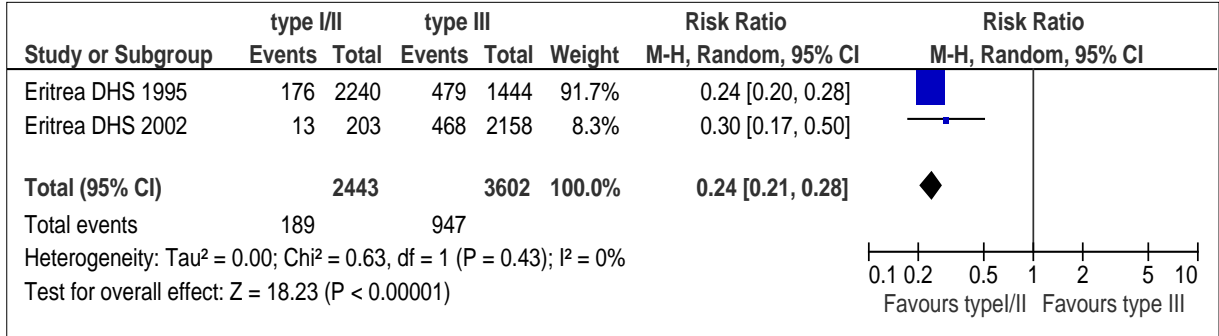 type I/II type III Risk Ratio Risk Ratio
Study or Subgroup Events Total Events Total Weight M-H, Random, 95% CI M-H, Random, 95% CI
Eritrea DHS 1995 176 2240 479 1444 91.7% 0.24 [0.20, 0.28]
Eritrea DHS 2002 13 203 468 2158 8.3% 0.30 [0.17, 0.50]
Total (95% CI) 2443 3602 100.0% 0.24 [0.21, 0.28]
Total events 189 947
Heterogeneity: Tau² = 0.00; Chi² = 0.63, df = 1 (P = 0.43); I² = 0%
Test for overall effect: Z = 18.23 (P < 0.00001)
0.1 0.2 0.5 1 2 5 10
Favours typeI/II Favours type III